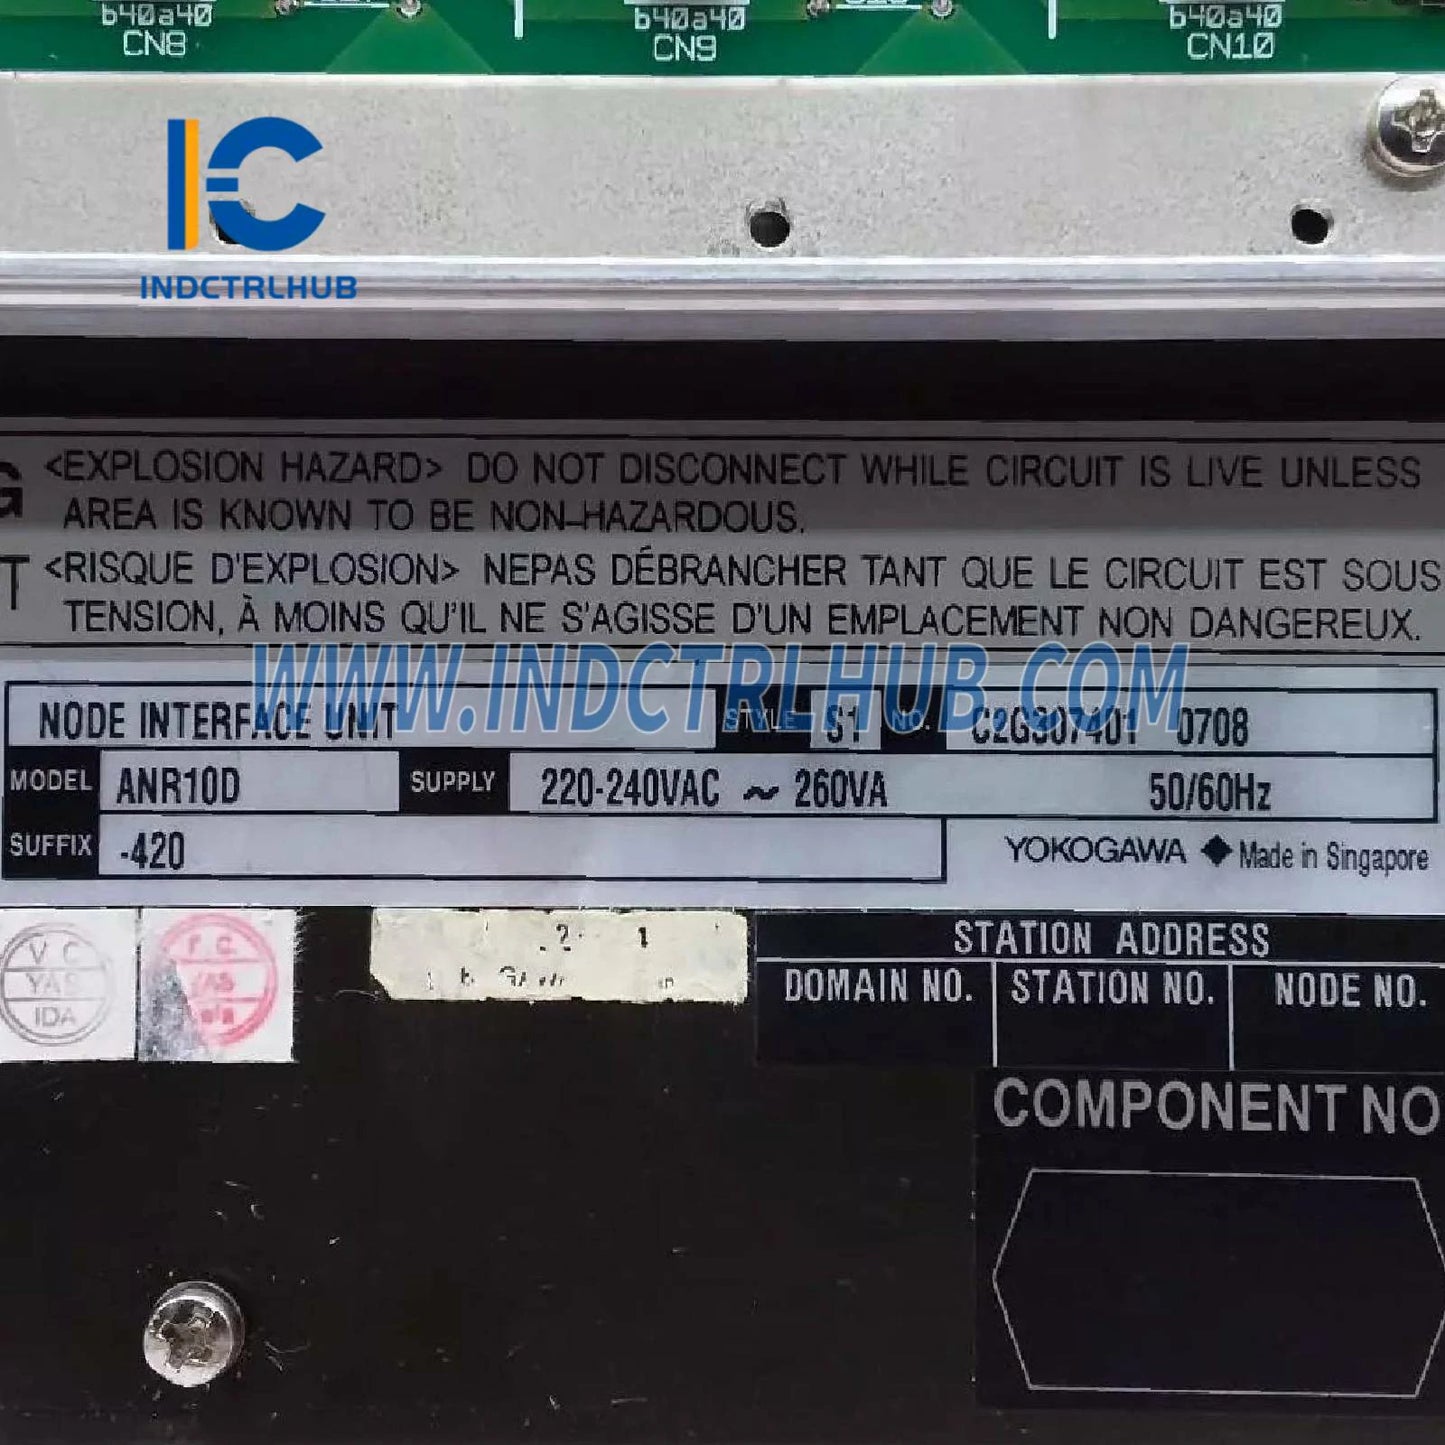 b40a40 b40a40 b40a40
CN8 CN9 CN10
IC
INDCTRLHUB
<EXPLOSION HAZARD> DO NOT DISCONNECT WHILE CIRCUIT IS LIVE UNLESS
AREA IS KNOWN TO BE NON-HAZARDOUS.
<RISQUE D'EXPLOSION> NEPAS DÉBRANCHER TANT QUE LE CIRCUIT EST SOUS
TENSION, À MOINS QU'IL NE S'AGISSE D'UN EMPLACEMENT NON DANGEREUX.
WWW.INDCTRLHUB.COM
NODE INTERFACE UNIT STYLE S1 NO. C2G307401 0708
MODEL ANR10D SUPPLY 220-240VAC ~ 260VA 50/60Hz
SUFFIX -420 YOKOGAWA ◆ Made in Singapore
STATION ADDRESS
DOMAIN NO. STATION NO. NODE NO.
V C
YAS
IDA
COMPONENT NO